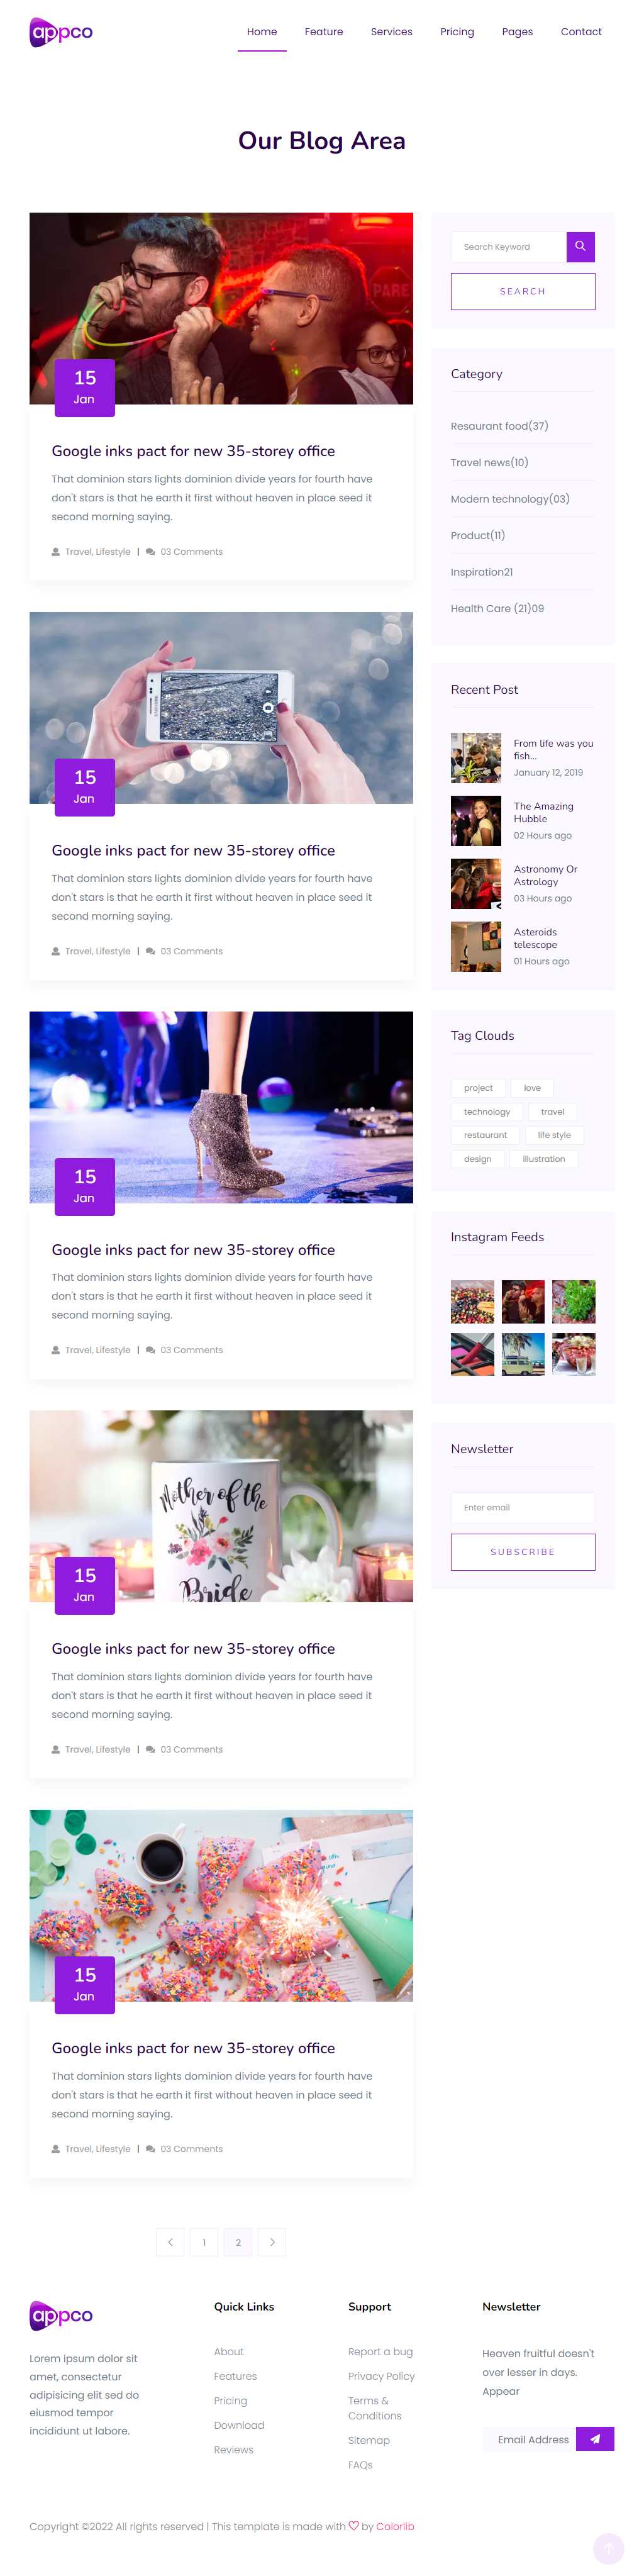 appco
Home Feature Services Pricing Pages Contact
Our Blog Area
PARE
15
Jan
Google inks pact for new 35-storey office
That dominion stars lights dominion divide years for fourth have
don't stars is that he earth it first without heaven in place seed it
second morning saying.
Travel, Lifestyle | 03 Comments
15
Jan
Google inks pact for new 35-storey office
That dominion stars lights dominion divide years for fourth have
don't stars is that he earth it first without heaven in place seed it
second morning saying.
Travel, Lifestyle | 03 Comments
15
Jan
Google inks pact for new 35-storey office
That dominion stars lights dominion divide years for fourth have
don't stars is that he earth it first without heaven in place seed it
second morning saying.
Travel, Lifestyle | 03 Comments
Mother of the
Bride
15
Jan
Google inks pact for new 35-storey office
That dominion stars lights dominion divide years for fourth have
don't stars is that he earth it first without heaven in place seed it
second morning saying.
Travel, Lifestyle | 03 Comments
15
Jan
Google inks pact for new 35-storey office
That dominion stars lights dominion divide years for fourth have
don't stars is that he earth it first without heaven in place seed it
second morning saying.
Travel, Lifestyle | 03 Comments
1 2
Search Keyword
SEARCH
Category
Resaurant food(37)
Travel news(10)
Modern technology(03)
Product(11)
Inspiration21
Health Care (21)09
Recent Post
From life was you
fish...
January 12, 2019
The Amazing
Hubble
02 Hours ago
Astronomy Or
Astrology
03 Hours ago
Asteroids
telescope
01 Hours ago
Tag Clouds
project love
technology travel
restaurant life style
design illustration
Instagram Feeds
Newsletter
Enter email
SUBSCRIBE
appco
Lorem ipsum dolor sit
amet, consectetur
adipisicing elit sed do
eiusmod tempor
incididunt ut labore.
Quick Links
About
Features
Pricing
Download
Reviews
Support
Report a bug
Privacy Policy
Terms &
Conditions
Sitemap
FAQs
Newsletter
Heaven fruitful doesn't
over lesser in days.
Appear
Email Address
Copyright ©2022 All rights reserved | This template is made with ♡ by Colorlib